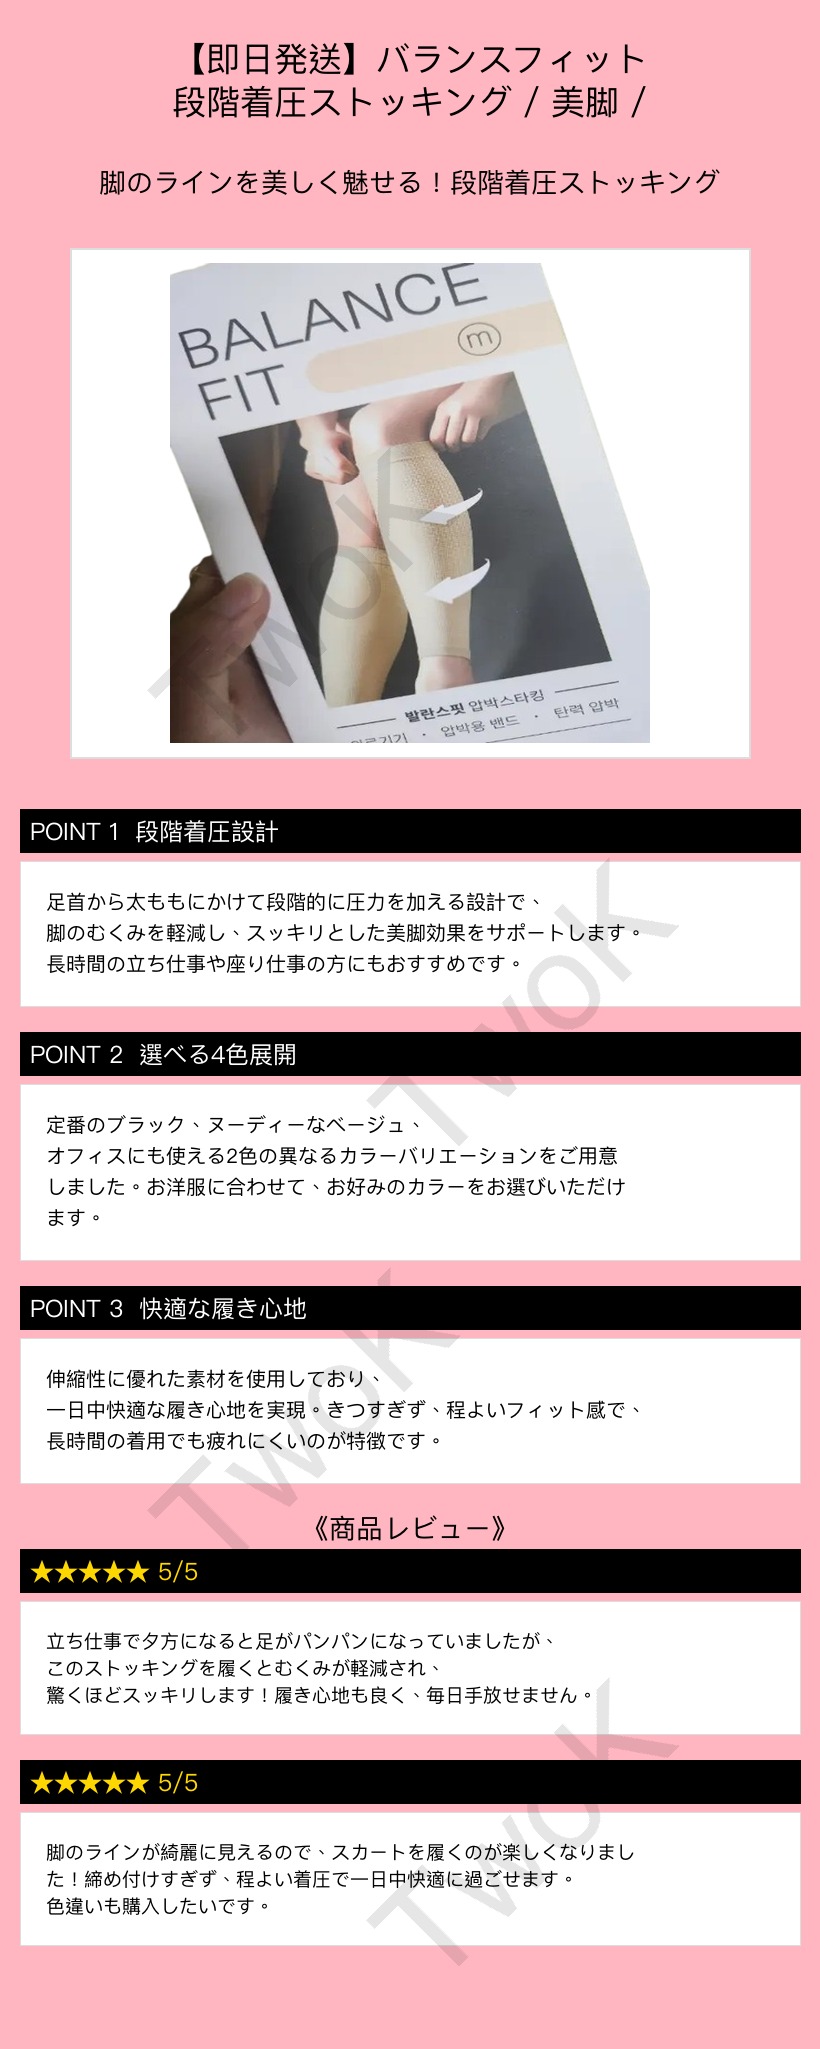 【即日発送】バランスフィット
段階着圧ストッキング / 美脚 /
脚のラインを美しく魅せる！段階着圧ストッキング
BALANCE
FIT
m
발란스핏 압박스타킹
압박용 밴드 · 탄력 압박
POINT 1 段階着圧設計
足首から太ももにかけて段階的に圧力を加える設計で、
脚のむくみを軽減し、スッキリとした美脚効果をサポートします。
長時間の立ち仕事や座り仕事の方にもおすすめです。
POINT 2 選べる4色展開
定番のブラック、ヌーディーなベージュ、
オフィスにも使える2色の異なるカラーバリエーションをご用意
しました。お洋服に合わせて、お好みのカラーをお選びいただけ
ます。
POINT 3 快適な履き心地
伸縮性に優れた素材を使用しており、
一日中快適な履き心地を実現。きつすぎず、程よいフィット感で、
長時間の着用でも疲れにくいのが特徴です。
《商品レビュー》
★★★★★ 5/5
立ち仕事で夕方になると足がパンパンになっていましたが、
このストッキングを履くとむくみが軽減され、
驚くほどスッキリします！履き心地も良く、毎日手放せません。
★★★★★ 5/5
脚のラインが綺麗に見えるので、スカートを履くのが楽しくなりまし
た！締め付けすぎず、程よい着圧で一日中快適に過ごせます。
色違いも購入したいです。
TwoK
TwoK
TwoK
TwoK